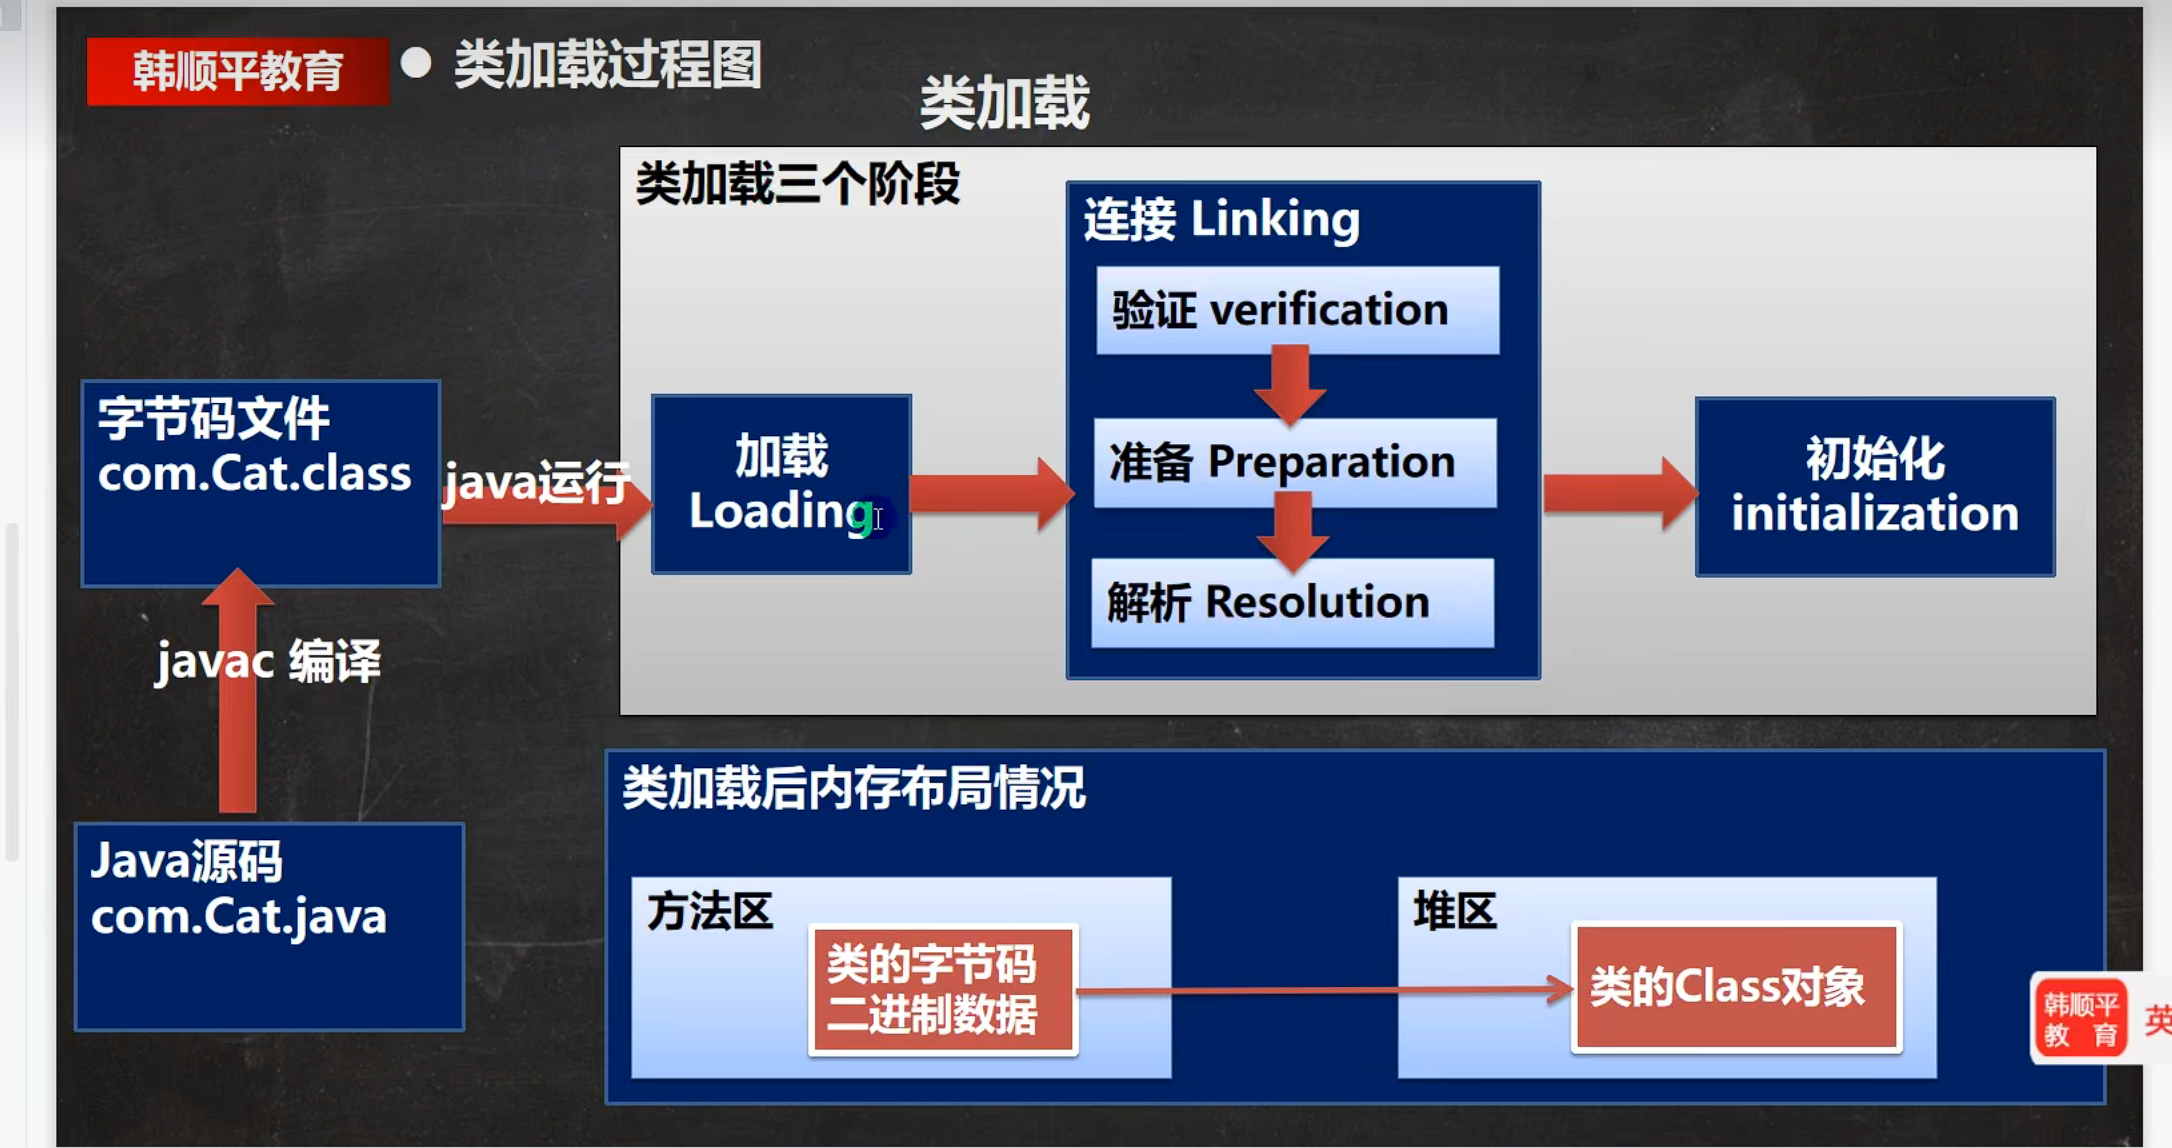 韩顺平教育
● 类加载过程图
类加载
类加载三个阶段
连接 Linking
验证 verification
准备 Preparation
解析 Resolution
字节码文件
com.Cat.class
java运行
加载
Loading
初始化
initialization
javac 编译
Java源码
com.Cat.java
类加载后内存布局情况
方法区
类的字节码
二进制数据
堆区
类的Class对象
韩顺平
教 育
英